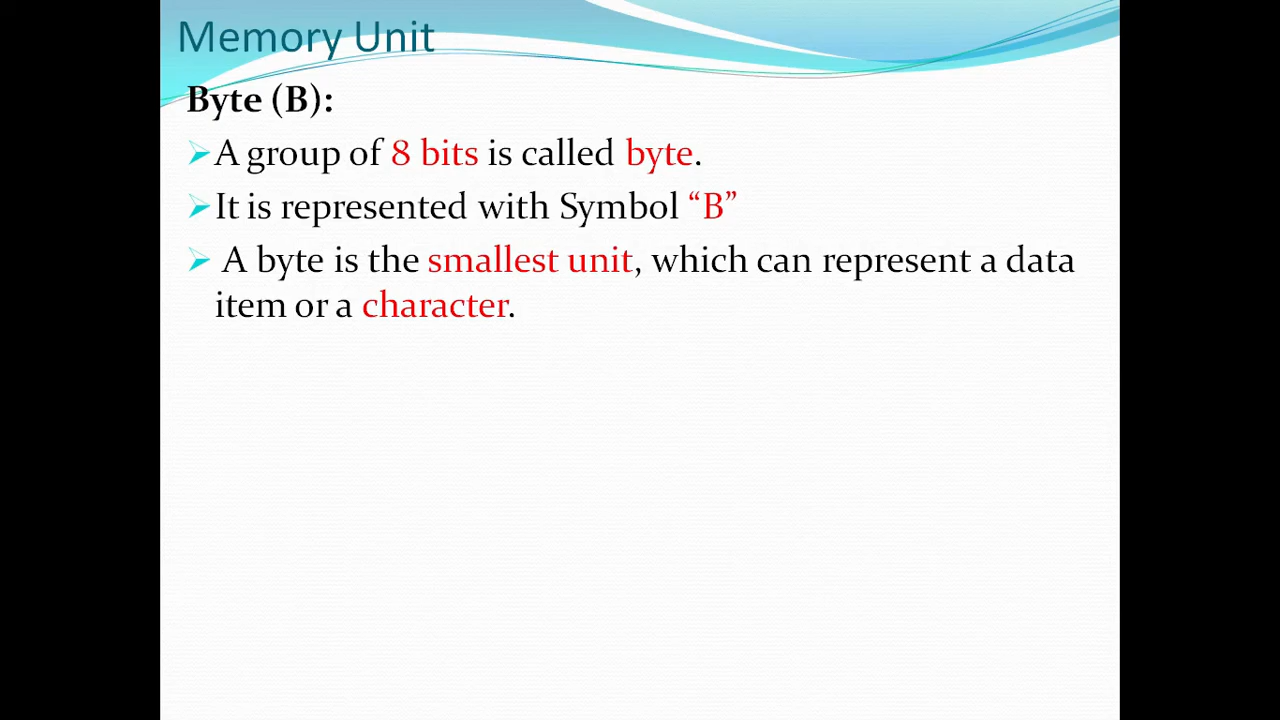 Memory Unit
Byte (B):
➢A group of 8 bits is called byte.
➢It is represented with Symbol “B”
➢ A byte is the smallest unit, which can represent a data
item or a character.